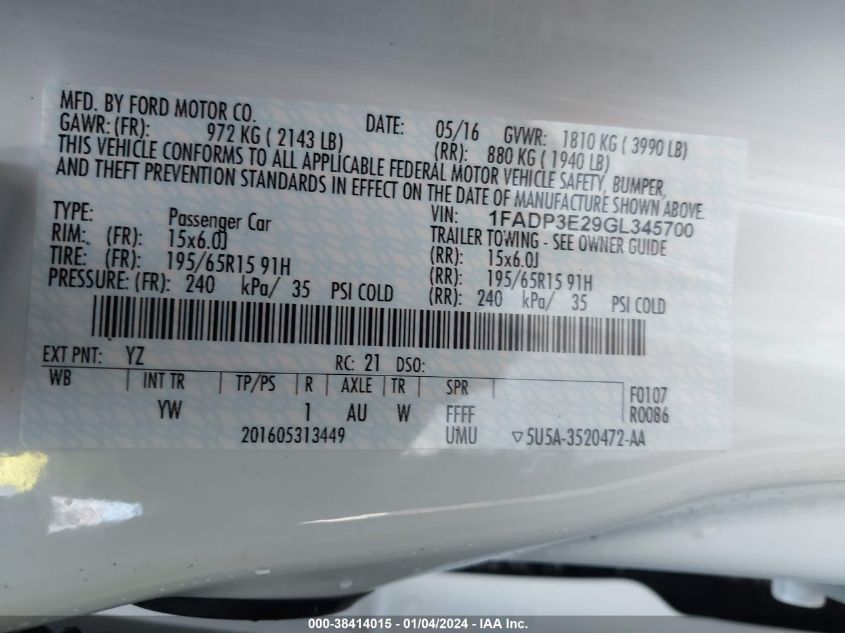 MFD. BY FORD MOTOR CO. DATE: 05/16 GVWR: 1810 KG ( 3990 LB)
GAWR: (FR): 972 KG ( 2143 LB) (RR): 880 KG ( 1940 LB)
THIS VEHICLE CONFORMS TO ALL APPLICABLE FEDERAL MOTOR VEHICLE SAFETY, BUMPER,
AND THEFT PREVENTION STANDARDS IN EFFECT ON THE DATE OF MANUFACTURE SHOWN ABOVE.
TYPE: Passenger Car VIN: 1FADP3E29GL345700
TRAILER TOWING - SEE OWNER GUIDE
RIM: (FR): 15x6.0J (RR): 15x6.0J
TIRE: (FR): 195/65R15 91H (RR): 195/65R15 91H
PRESSURE: (FR): 240 kPa/ 35 PSI COLD (RR): 240 kPa/ 35 PSI COLD
EXT PNT: YZ RC: 21 DSO:
WB INT TR TP/PS R AXLE TR SPR F0107
YW 1 AU W FFFF R0086
201605313449 UMU ▽5U5A-3520472-AA
000-38414015 - 01/04/2024 - IAA Inc.